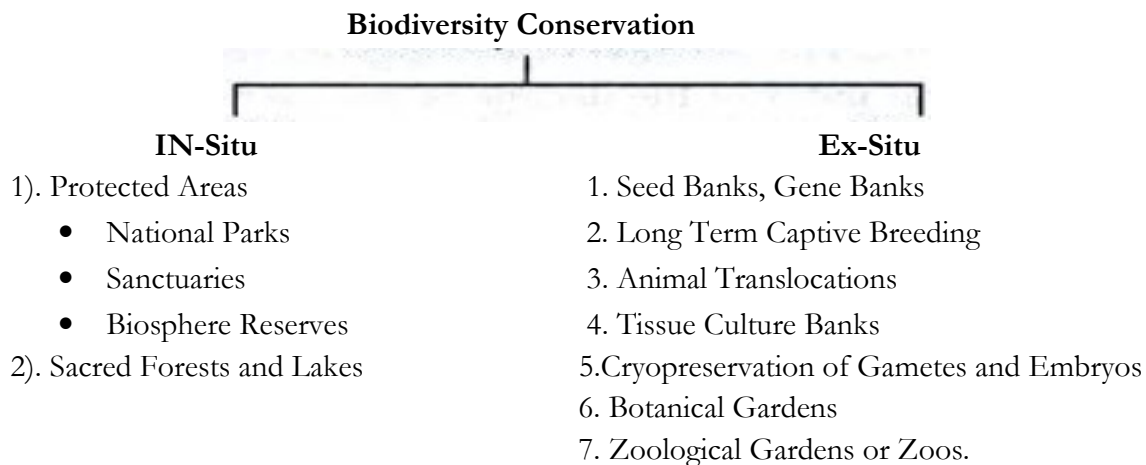 Biodiversity Conservation
IN-Situ
1). Protected Areas
• National Parks
• Sanctuaries
• Biosphere Reserves
2). Sacred Forests and Lakes
Ex-Situ
1. Seed Banks, Gene Banks
2. Long Term Captive Breeding
3. Animal Translocations
4. Tissue Culture Banks
5.Cryopreservation of Gametes and Embryos
6. Botanical Gardens
7. Zoological Gardens or Zoos.